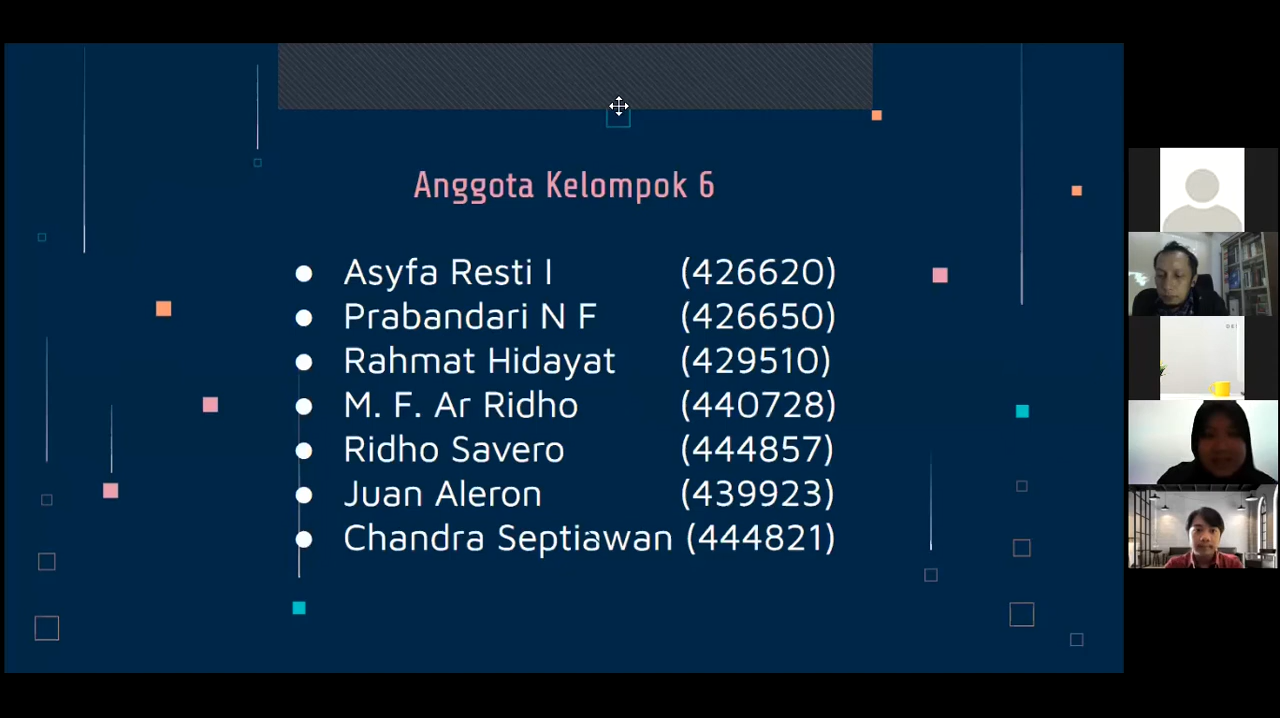 Anggota Kelompok 6
● Asyfa Resti I (426620)
● Prabandari N F (426650)
● Rahmat Hidayat (429510)
● M. F. Ar Ridho (440728)
● Ridho Savero (444857)
● Juan Aleron (439923)
● Chandra Septiawan (444821)